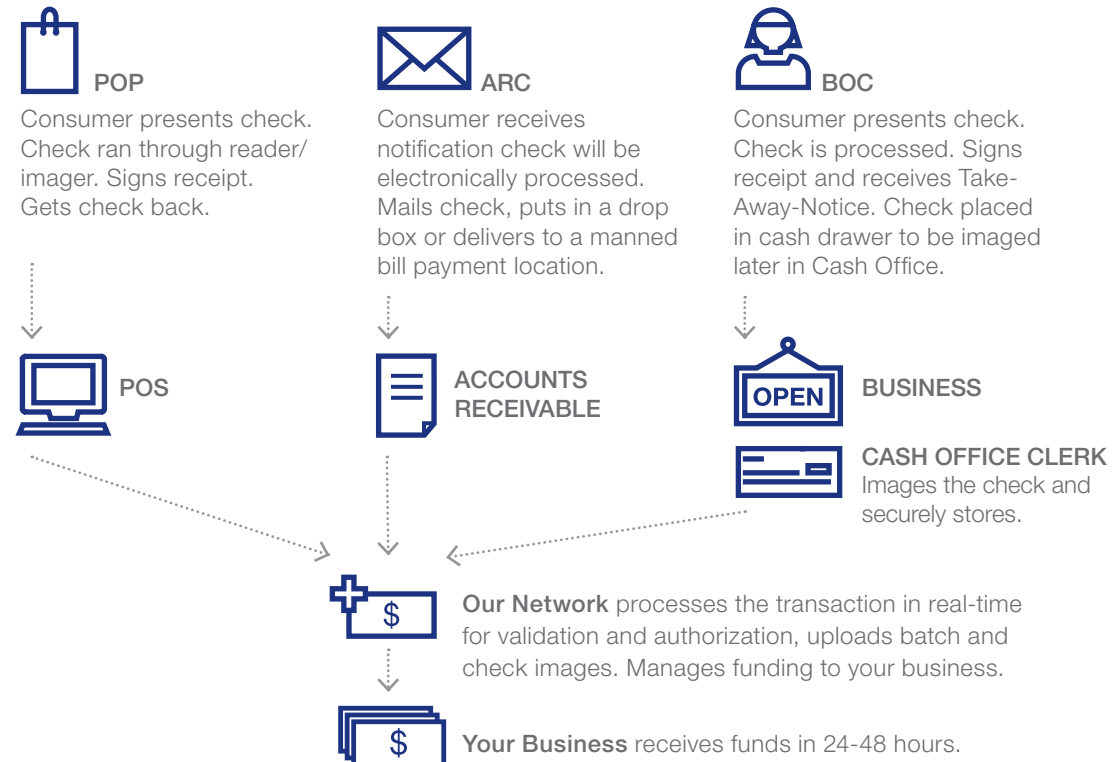 POP
Consumer presents check.
Check ran through reader/
imager. Signs receipt.
Gets check back.
ARC
Consumer receives
notification check will be
electronically processed.
Mails check, puts in a drop
box or delivers to a manned
bill payment location.
BOC
Consumer presents check.
Check is processed. Signs
receipt and receives Take-
Away-Notice. Check placed
in cash drawer to be imaged
later in Cash Office.
POS
ACCOUNTS
RECEIVABLE
OPEN
BUSINESS
CASH OFFICE CLERK
Images the check and
securely stores.
$
Our Network processes the transaction in real-time
for validation and authorization, uploads batch and
check images. Manages funding to your business.
$
Your Business receives funds in 24-48 hours.